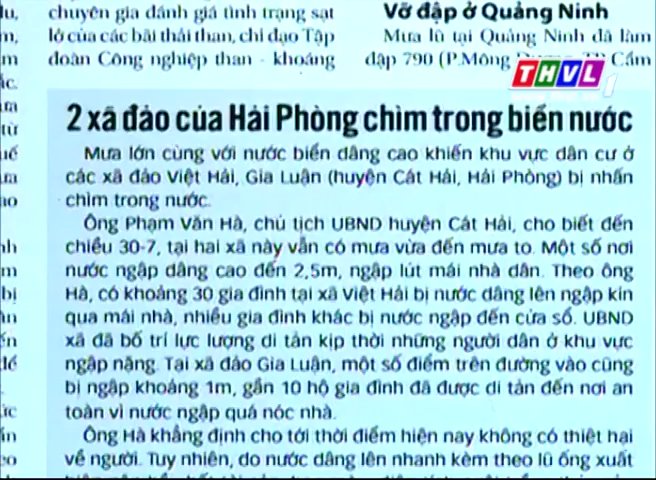 chuyên gia đánh giá tình trạng sạt
lở của các bãi thải than, chỉ đạo Tập
đoàn Công nghiệp than - khoáng
Vỡ đập ở Quảng Ninh
Mưa lũ tại Quảng Ninh đã làm
đập 790 (P.Mông Cẩm
THVL1
2 xã đảo của Hải Phòng chìm trong biển nước
Mưa lớn cùng với nước biển dâng cao khiến khu vực dân cư ở
các xã đảo Việt Hải, Gia Luận (huyện Cát Hải, Hải Phòng) bị nhấn
chìm trong nước.
Ông Phạm Văn Hà, chủ tịch UBND huyện Cát Hải, cho biết đến
chiều 30-7, tại hai xã này vẫn có mưa vừa đến mưa to. Một số nơi
nước ngập dâng cao đến 2,5m, ngập lút mái nhà dân. Theo ông
Hà, có khoảng 30 gia đình tại xã Việt Hải bị nước dâng lên ngập kín
qua mái nhà, nhiều gia đình khác bị nước ngập đến cửa sổ. UBND
xã đã bố trí lực lượng di tản kịp thời những người dân ở khu vực
ngập nặng. Tại xã đảo Gia Luận, một số điểm trên đường vào cũng
bị ngập khoảng 1m, gần 10 hộ gia đình đã được di tản đến nơi an
toàn vì nước ngập quá nóc nhà.
Ông Hà khẳng định cho tới thời điểm hiện nay không có thiệt hại
về người. Tuy nhiên, do nước dâng lên nhanh kèm theo lũ ống xuất